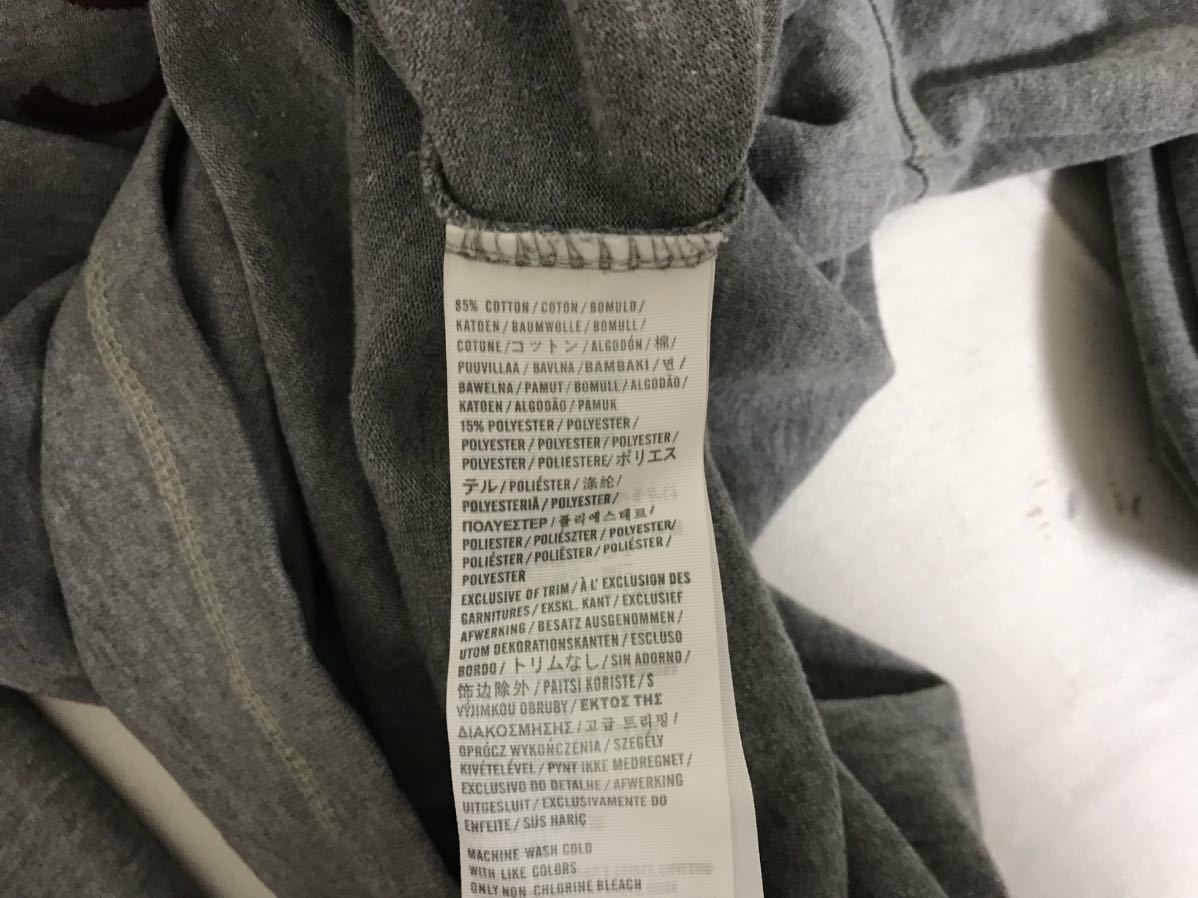 85% COTTON/COTON/BOMULD/
KATOEN/BAUMWOLLE/BOMULL/
COTONE/コットン/ALGODÓN/棉/
PUUVILLAA/BAVLNA/BAMBAKI/면/
BAWELNA/PAMUT/BOMULL/ALGODÃO/
KATOEN/ALGODÃO/PAMUK
15% POLYESTER/POLYESTER/
POLYESTER/POLYESTER/POLYESTER/
POLYESTER/POLIESTERE/ポリエス
テル/POLIÉSTER/涤纶/
POLYESTERIÄ/POLYESTER/
ΠΟΛΥΕΣΤΕΡ/폴리에스테르/
POLIESTER/POLIÉSZTER/POLYESTER/
POLIÉSTER/POLIËSTER/POLIÉSTER/
POLYESTER
EXCLUSIVE OF TRIM/À L'EXCLUSION DES
GARNITURES/EKSKL. KANT/EXCLUSIEF
AFWERKING/BESATZ AUSGENOMMEN/
UTOM DEKORATIONSKANTEN/ESCLUSO
BORDO/トリムなし/SIN ADORNO/
饰边除外/PAITSI KORISTE/S
VÝJIMKOU OBRUBY/ΕΚΤΟΣ ΤΗΣ
ΔΙΑΚΟΣΜΗΣΗΣ/고급 트리밍/
OPRÓCZ WYKOŃCZENIA/SZEGÉLY
KIVÉTELÉVEL/PYNT IKKE MEDREGNET/
EXCLUSIVO DO DETALHE/AFWERKING
UITGESLUIT/EXCLUSIVAMENTE DO
ENFEITE/SÜS HARİÇ
MACHINE WASH COLD
WITH LIKE COLORS
ONLY NON-CHLORINE BLEACH